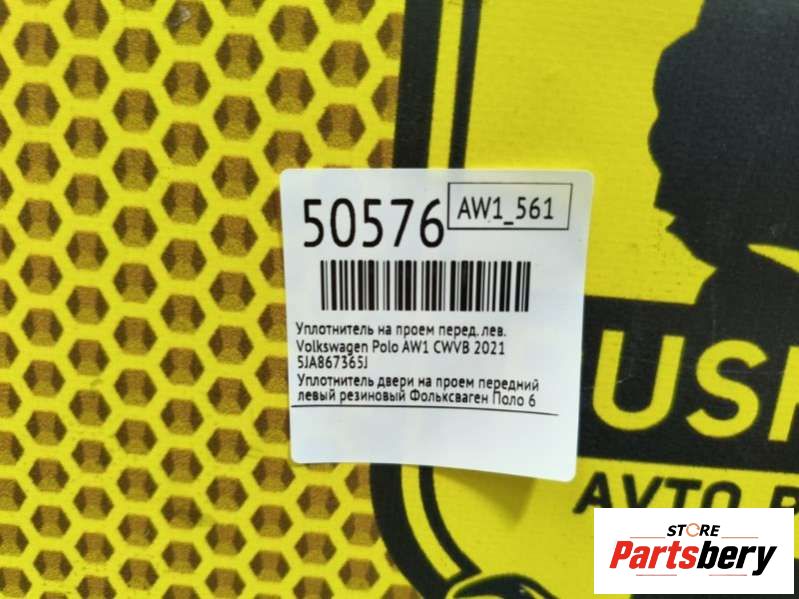 50576
AW1_561
Уплотнитель на проем перед. лев.
Volkswagen Polo AW1 CWVB 2021
5JA867365J
Уплотнитель двери на проем передний
левый резиновый Фольксваген Поло 6
AVTO
STORE
Partsbery